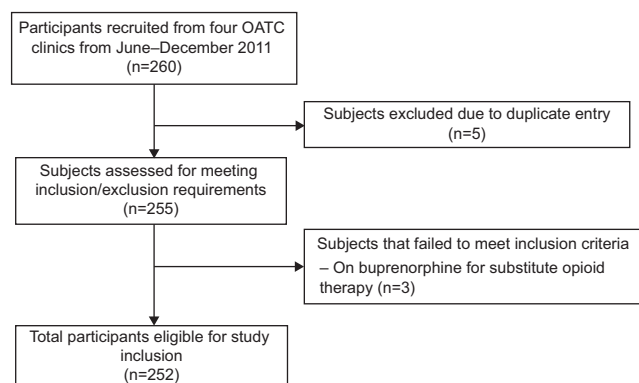 Participants recruited from four OATC
clinics from June–December 2011
(n=260)
Subjects excluded due to duplicate entry
(n=5)
Subjects assessed for meeting
inclusion/exclusion requirements
(n=255)
Subjects that failed to meet inclusion criteria
– On buprenorphine for substitute opioid
therapy (n=3)
Total participants eligible for study
inclusion
(n=252)